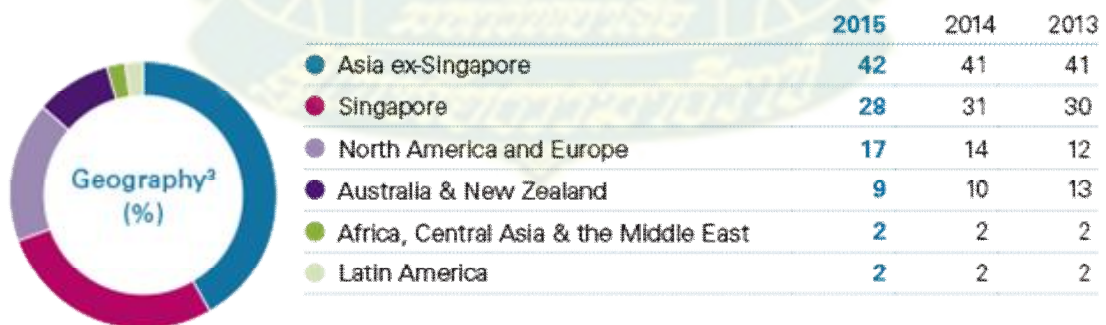 2015 2014 2013
Asia ex-Singapore 42 41 41
Singapore 28 31 30
North America and Europe 17 14 12
Geography³
(%)
Australia & New Zealand 9 10 13
Africa, Central Asia & the Middle East 2 2 2
Latin America 2 2 2